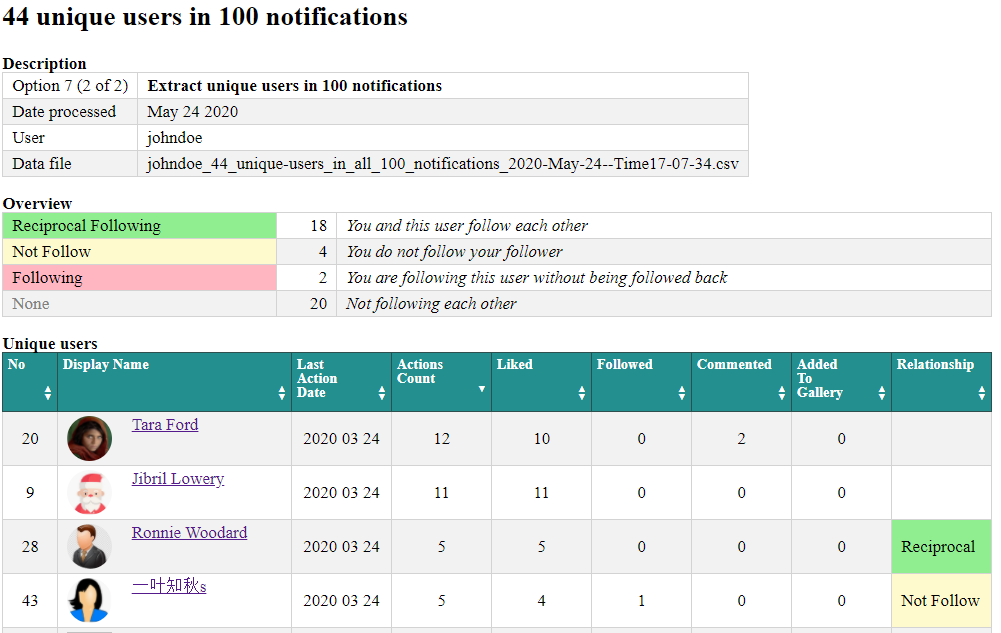 44 unique users in 100 notifications
Description
Option 7 (2 of 2) Extract unique users in 100 notifications
Date processed May 24 2020
User johndoe
Data file johndoe_44_unique-users_in_all_100_notifications_2020-May-24--Time17-07-34.csv
Overview
Reciprocal Following 18 You and this user follow each other
Not Follow 4 You do not follow your follower
Following 2 You are following this user without being followed back
None 20 Not following each other
Unique users
No Display Name Last Action Date Actions Count Liked Followed Commented Added To Gallery Relationship
20 Tara Ford 2020 03 24 12 10 0 2 0
9 Jibril Lowery 2020 03 24 11 11 0 0 0
28 Ronnie Woodard 2020 03 24 5 5 0 0 0 Reciprocal
43 一叶知秋s 2020 03 24 5 4 1 0 0 Not Follow